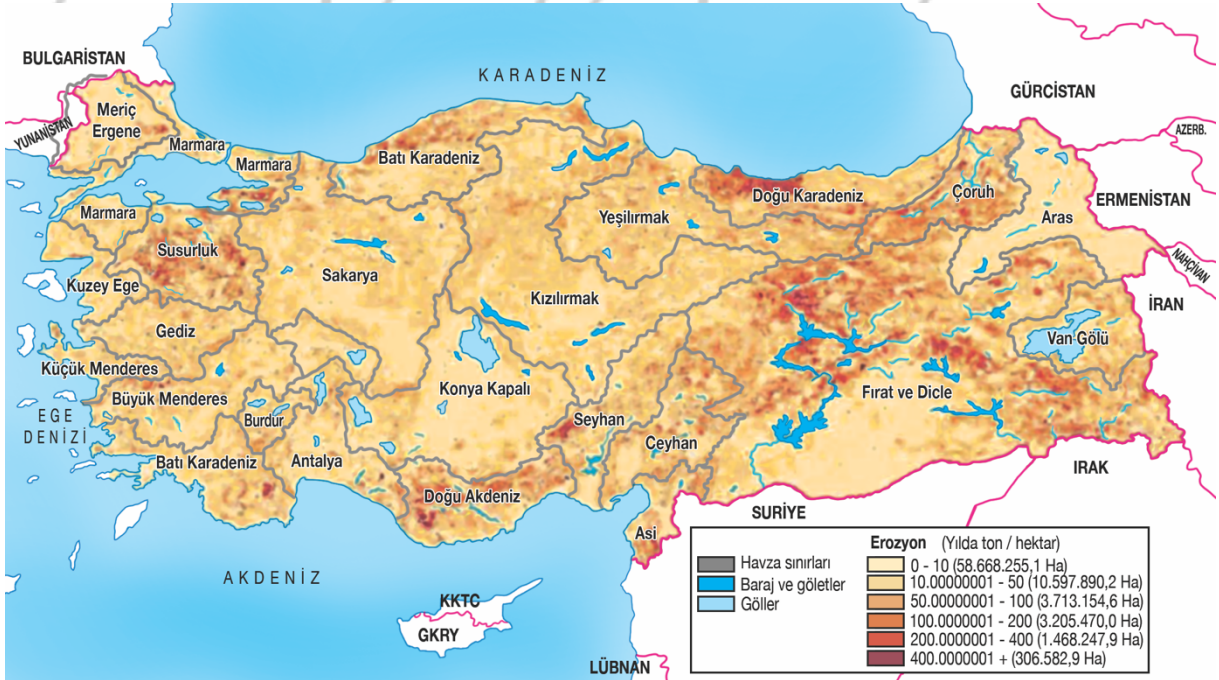 BULGARİSTAN
KARADENİZ
GÜRCİSTAN
YUNANİSTAN
Meriç
Ergene
Marmara
Marmara
Batı Karadeniz
AZERB.
Doğu Karadeniz
Çoruh
ERMENİSTAN
Marmara
Yeşilırmak
Aras
Susurluk
NAHÇİVAN
Kuzey Ege
Sakarya
Kızılırmak
İRAN
Gediz
Van Gölü
Küçük Menderes
Konya Kapalı
Fırat ve Dicle
Büyük Menderes
EGE
DENİZİ
Burdur
Seyhan
Ceyhan
Batı Karadeniz
Antalya
IRAK
Doğu Akdeniz
SURİYE
Asi
AKDENİZ
KKTC
GKRY
LÜBNAN
Havza sınırları
Baraj ve göletler
Göller
Erozyon (Yılda ton / hektar)
0 - 10 (58.668.255,1 Ha)
10.00000001 - 50 (10.597.890,2 Ha)
50.00000001 - 100 (3.713.154,6 Ha)
100.0000001 - 200 (3.205.470,0 Ha)
200.0000001 - 400 (1.468.247,9 Ha)
400.0000001 + (306.582,9 Ha)